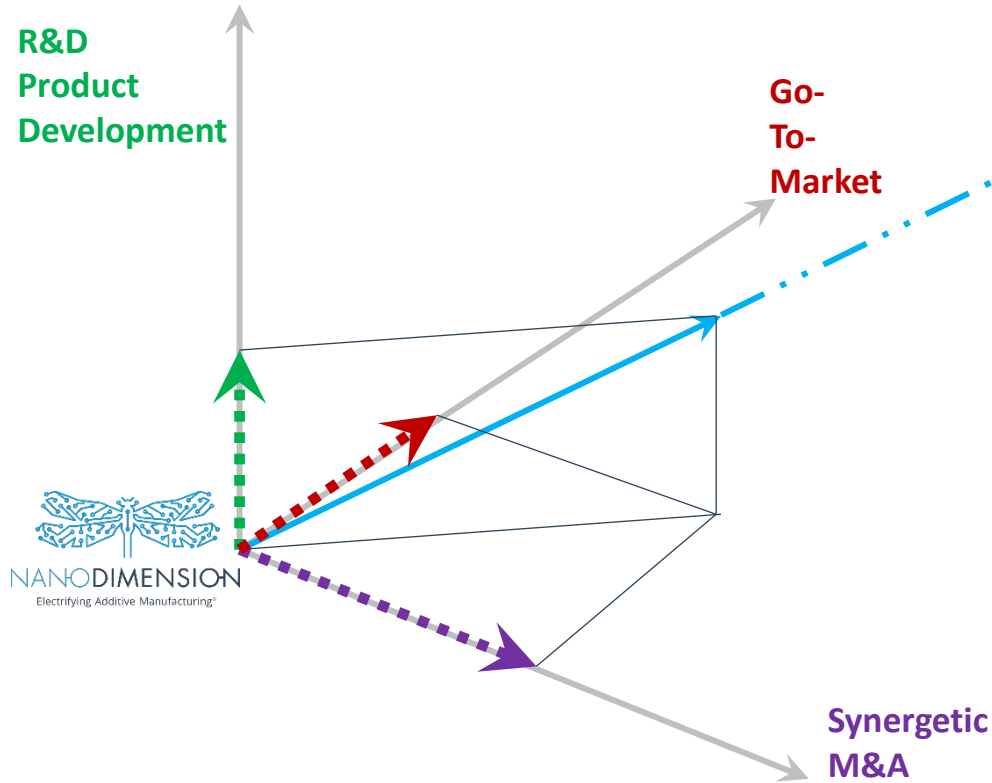 R&D
Product
Development
Go-
To-
Market
NANODIMENSION
Electrifying Additive Manufacturing®
Synergetic
M&A